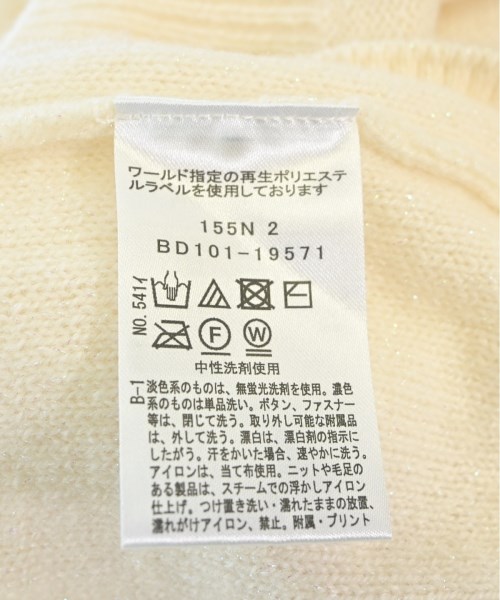 ワールド指定の再生ポリエステ
ルラベルを使用しております
155N 2
BD101-19571
NO. 541イ
F
W
中性洗剤使用
B-1
淡色系のものは、無蛍光洗剤を使用。濃色
系のものは単品洗い。ボタン、ファスナー
等は、閉じて洗う。取り外し可能な附属品
は、外して洗う。漂白は、漂白剤の指示に
したがう。汗をかいた場合、速やかに洗う。
アイロンは、当て布使用。ニットや毛足の
ある製品は、スチームでの浮かしアイロン
仕上げ。つけ置き洗い・濡れたままの放置、
濡れがけアイロン、禁止。附属・プリント